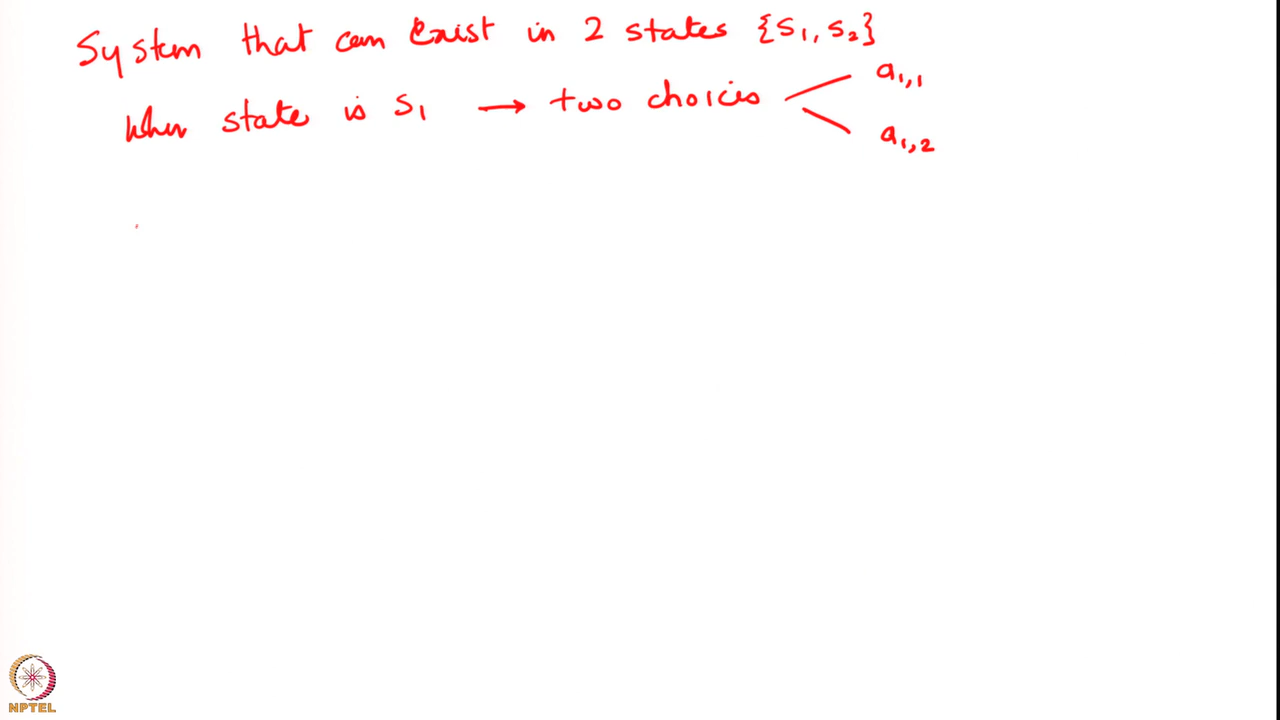 System that can Exist in 2 states {S₁, S₂}
When state is S₁ → two choices
a₁,₁
a₁,₂
NPTEL